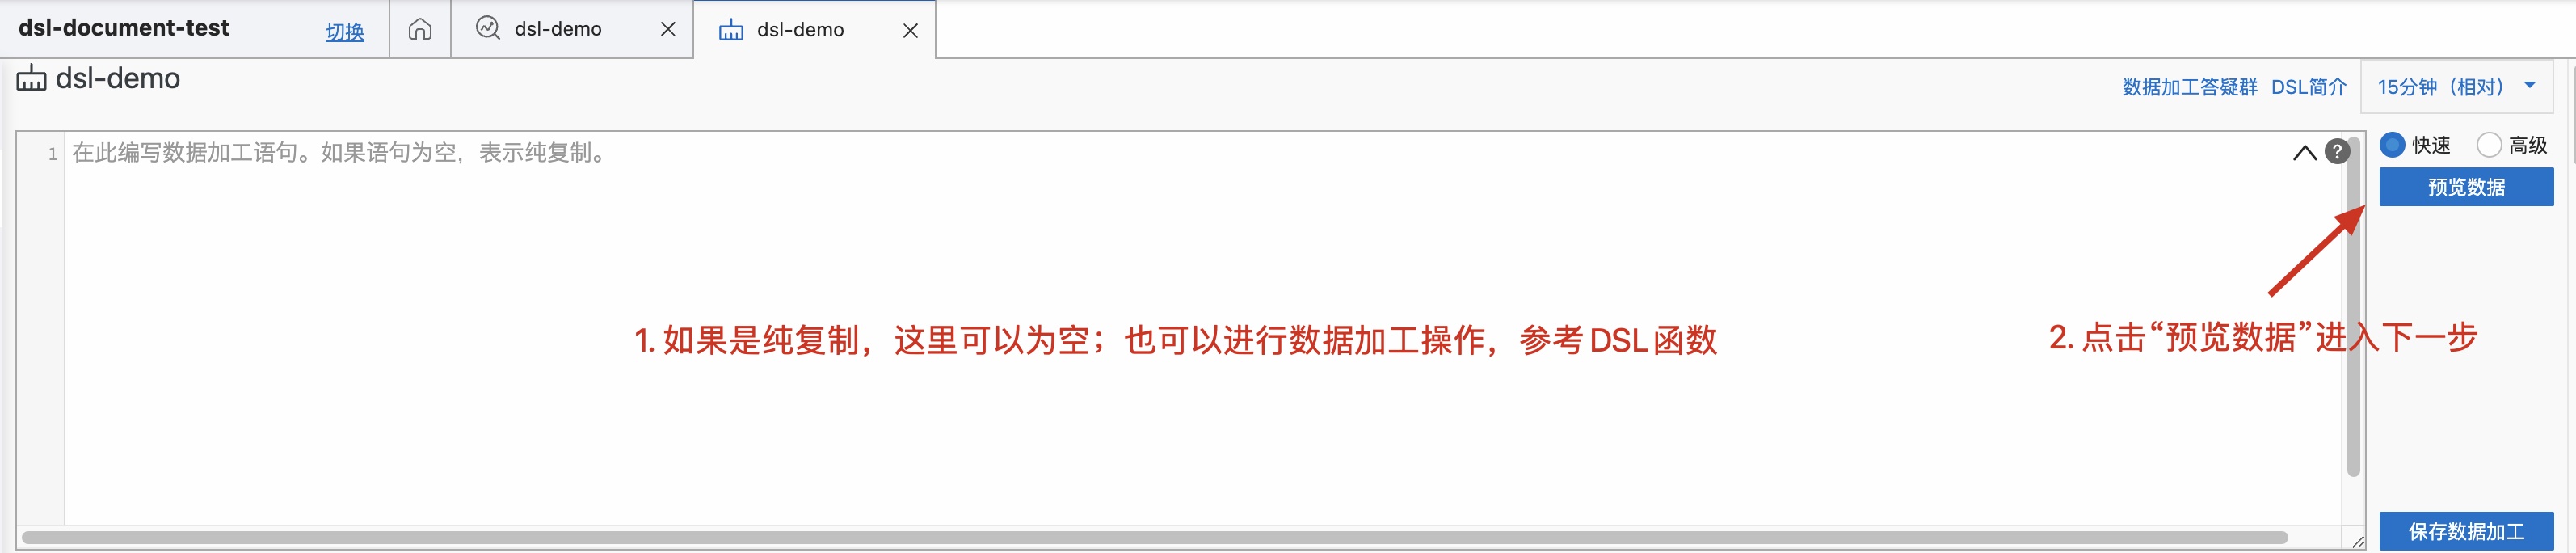 dsl-document-test 切换 dsl-demo dsl-demo
dsl-demo
数据加工答疑群 DSL简介 15分钟（相对）
1 在此编写数据加工语句。如果语句为空，表示纯复制。
?
快速 高级
预览数据
1. 如果是纯复制，这里可以为空；也可以进行数据加工操作，参考DSL函数
2. 点击“预览数据”进入下一步
保存数据加工